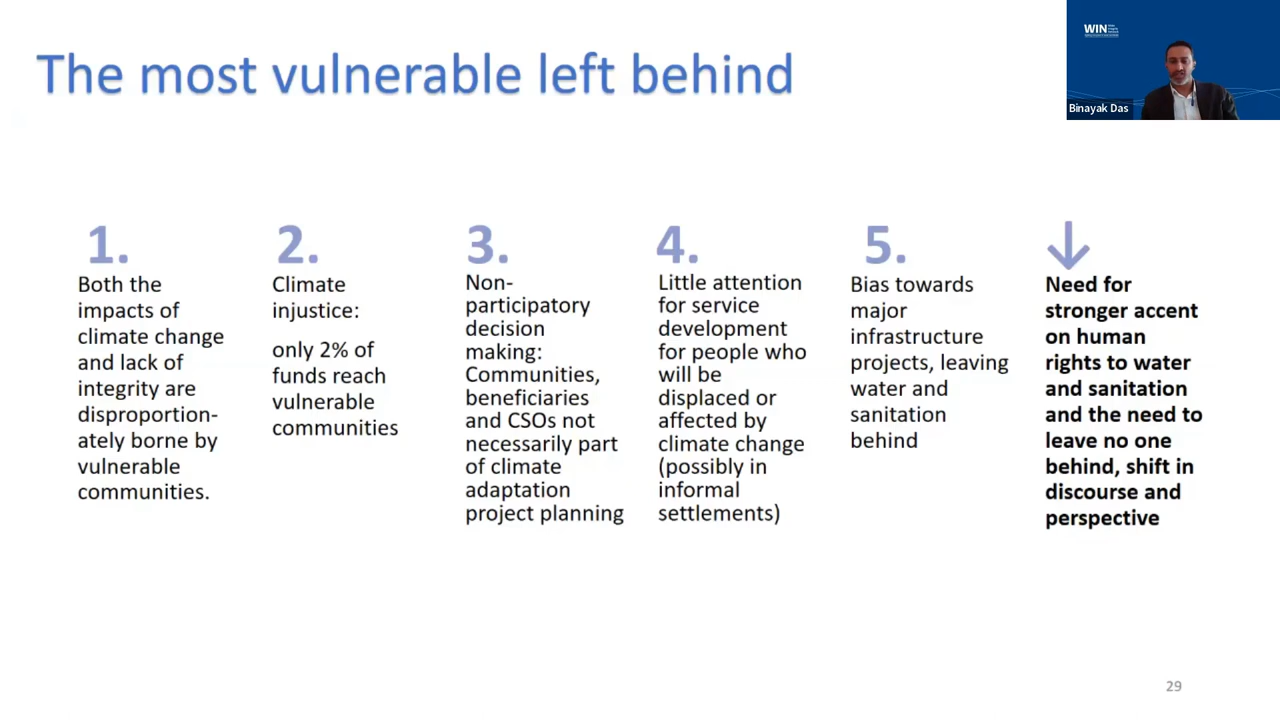 The most vulnerable left behind
WIN
Binayak Das
1.
Both the
impacts of
climate change
and lack of
integrity are
disproportion-
ately borne by
vulnerable
communities.
2.
Climate
injustice:
only 2% of
funds reach
vulnerable
communities
3.
Non-
participatory
decision
making:
Communities,
beneficiaries
and CSOs not
necessarily part
of climate
adaptation
project planning
4.
Little attention
for service
development
for people who
will be
displaced or
affected by
climate change
(possibly in
informal
settlements)
5.
Bias towards
major
infrastructure
projects, leaving
water and
sanitation
behind
Need for
stronger accent
on human
rights to water
and sanitation
and the need to
leave no one
behind, shift in
discourse and
perspective
29